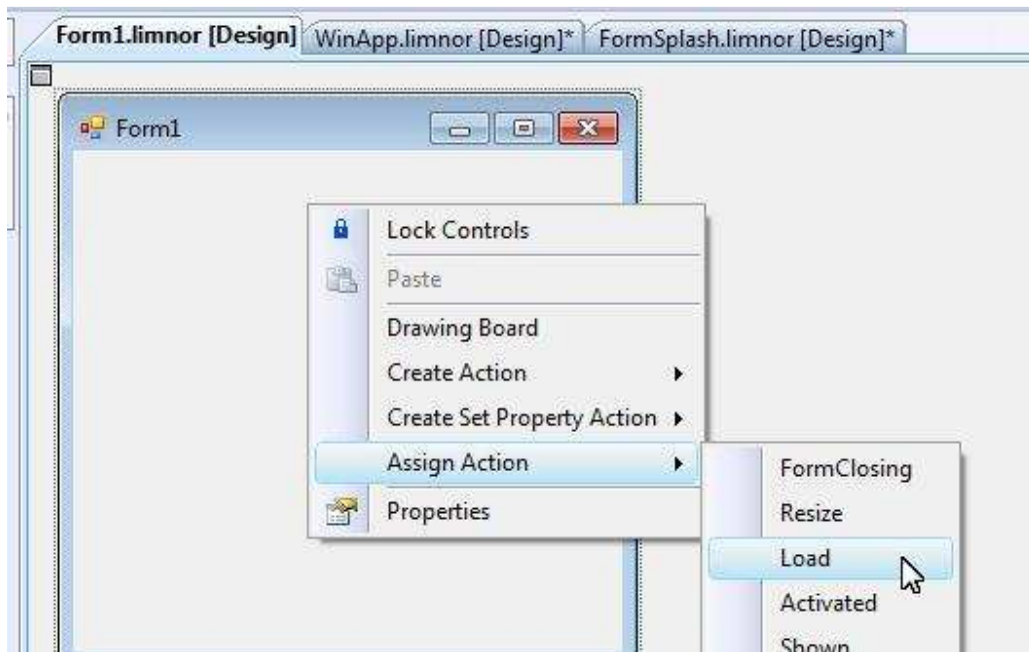 Form1.limnor [Design] WinApp.limnor [Design]* FormSplash.limnor [Design]*
Form1
Lock Controls
Paste
Drawing Board
Create Action
Create Set Property Action
Assign Action
Properties
FormClosing
Resize
Load
Activated
Shown